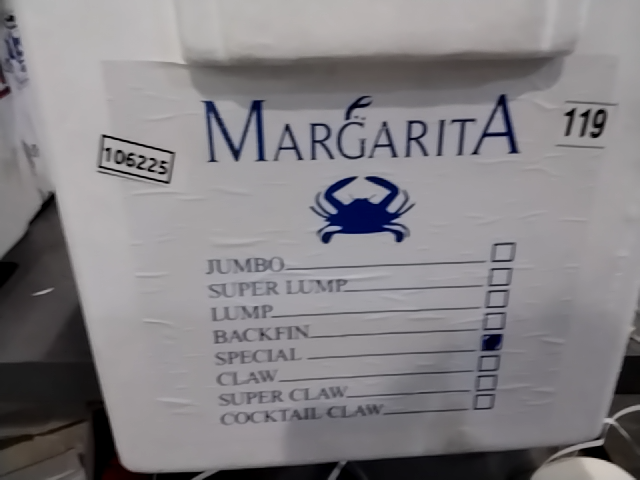 MARGARITA
119
106225
JUMBO
SUPER LUMP
LUMP
BACKFIN
SPECIAL
CLAW
SUPER CLAW
COCKTAIL CLAW